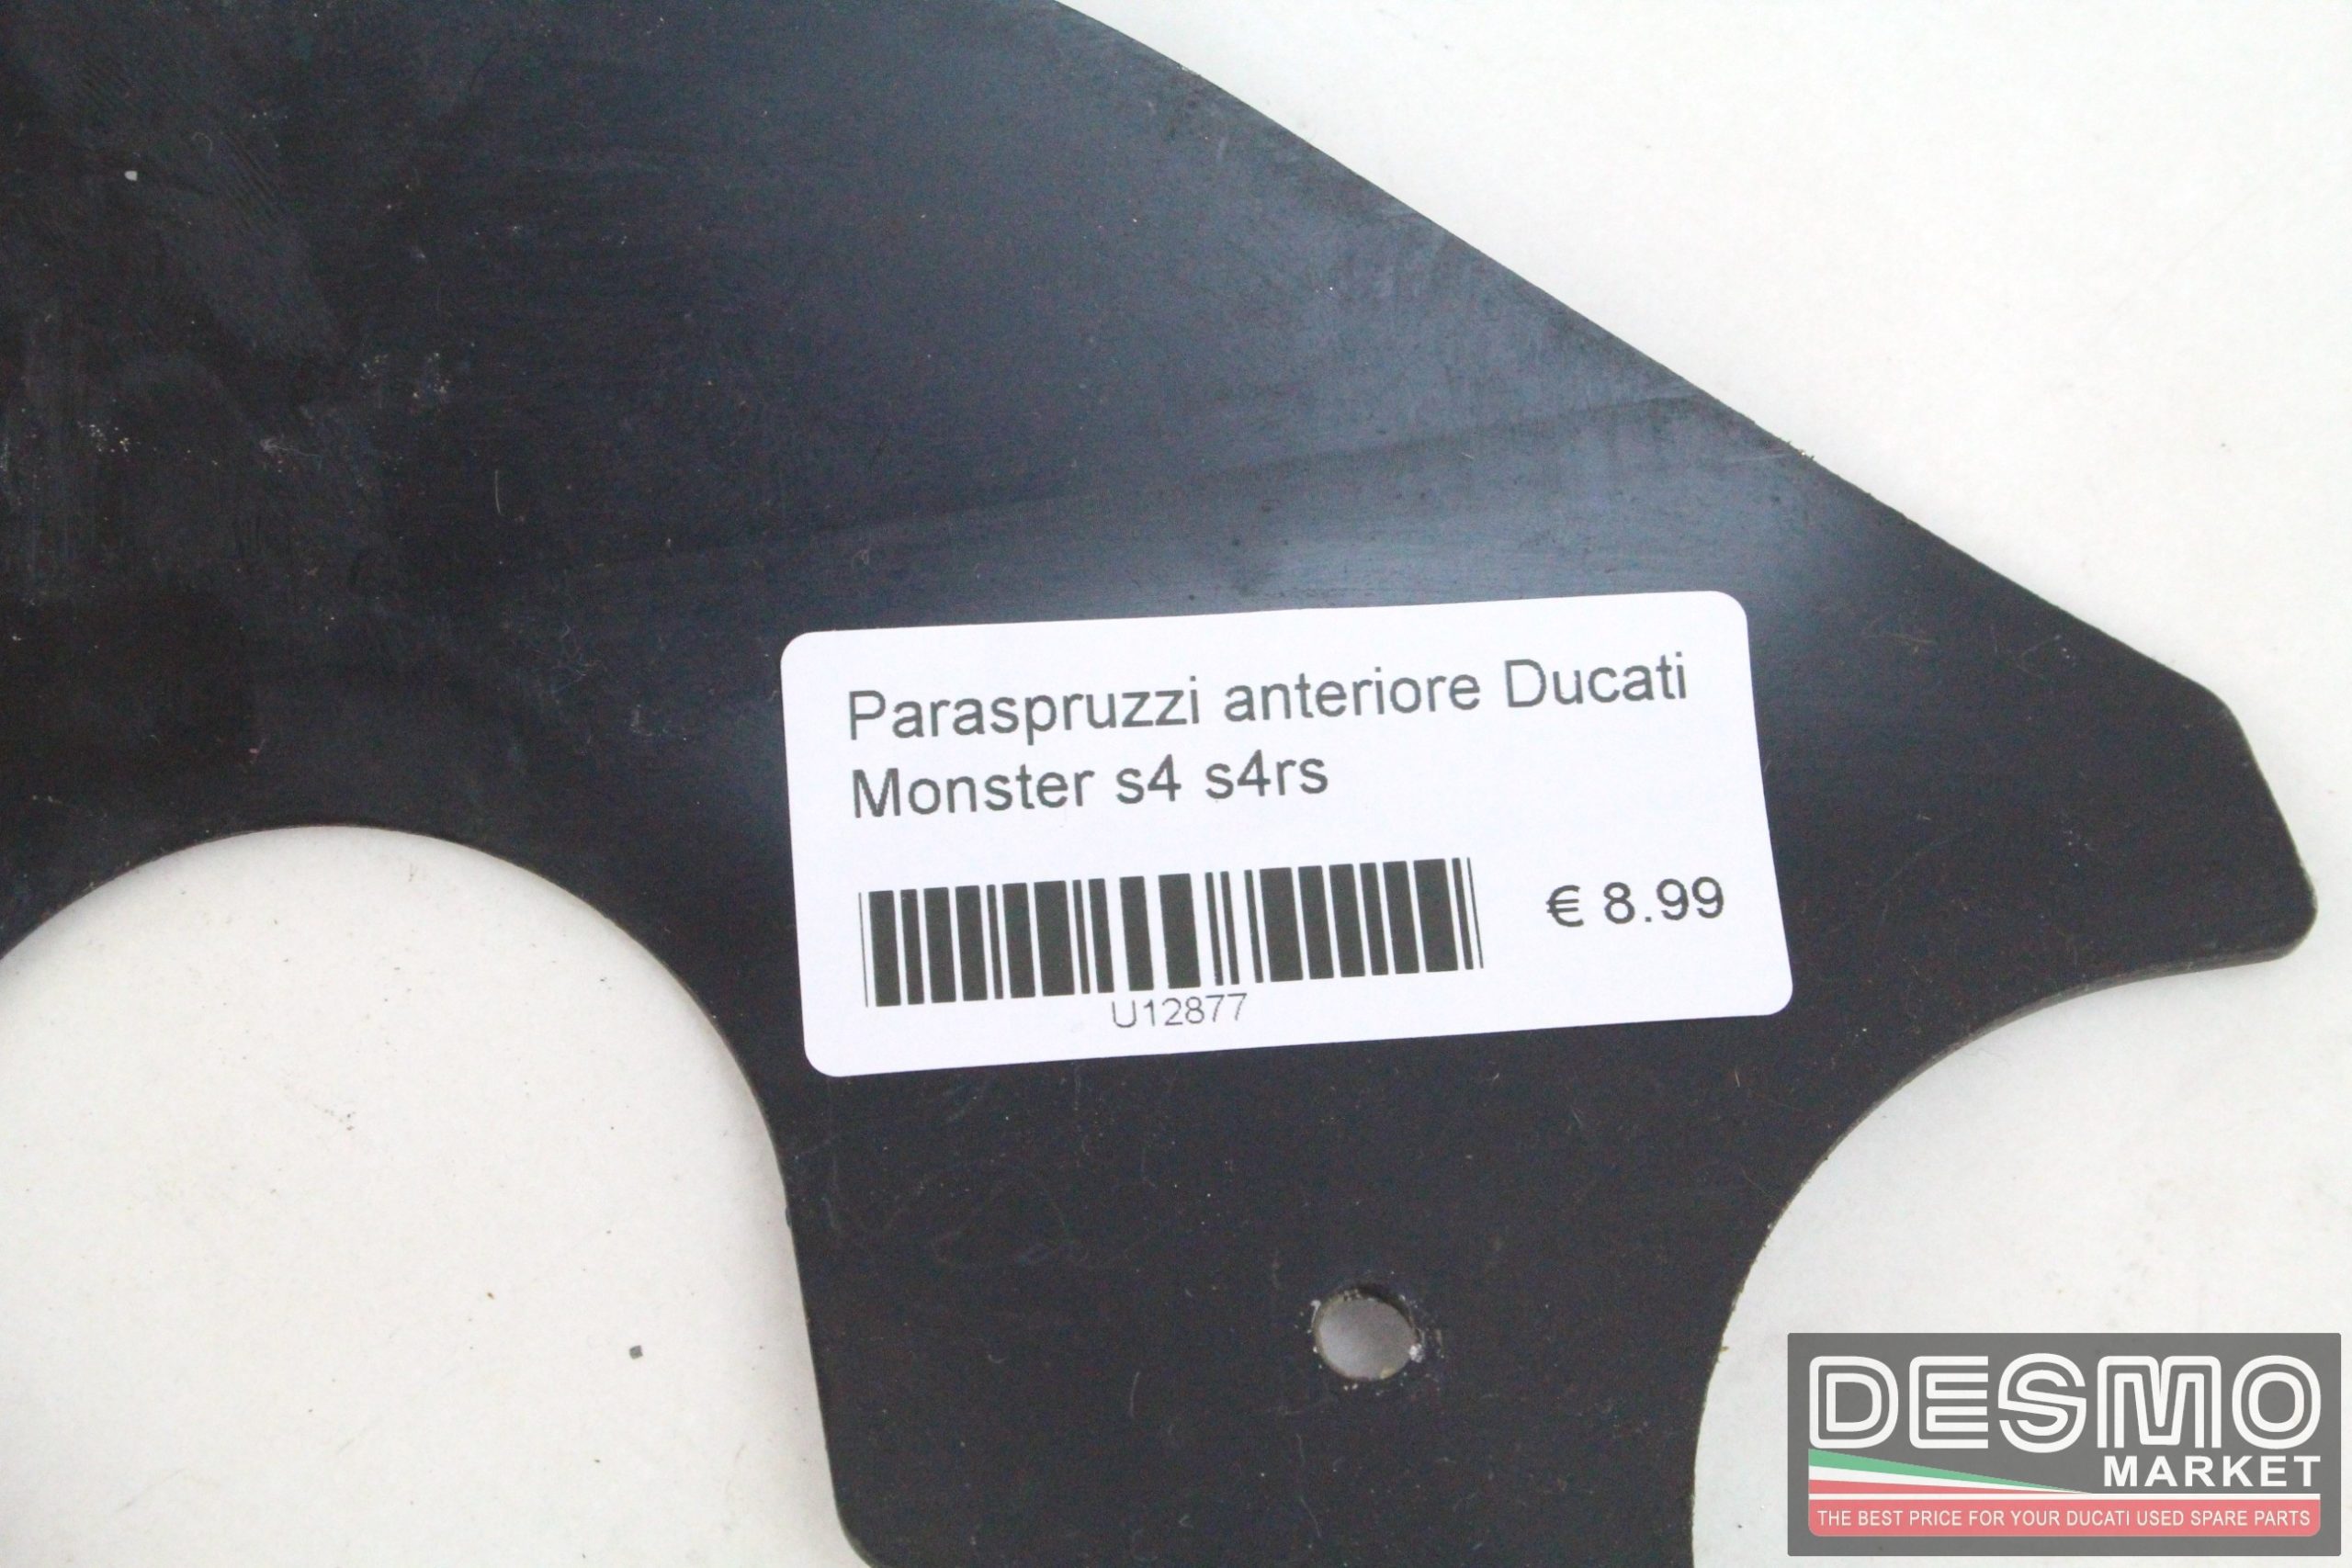 Paraspruzzi anteriore Ducati
Monster s4 s4rs
€ 8.99
U12877
DESMO
MARKET
THE BEST PRICE FOR YOUR DUCATI USED SPARE PARTS